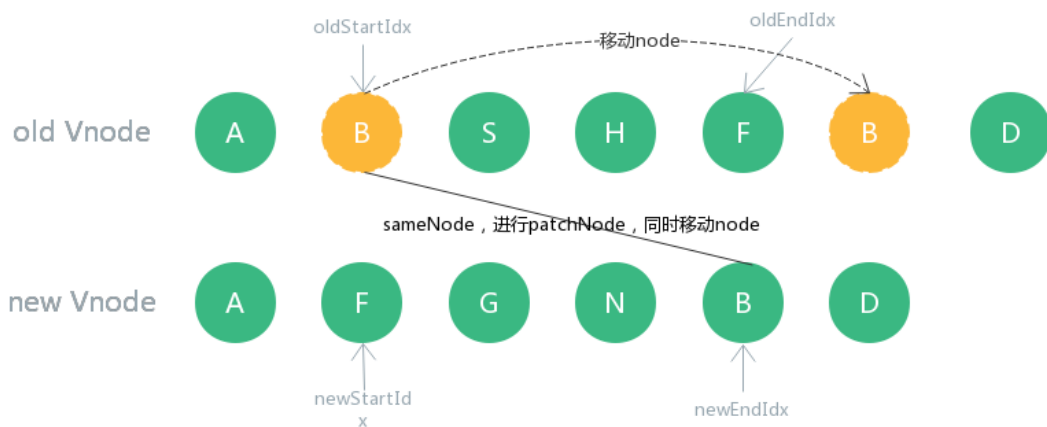 oldStartIdx
oldEndIdx
移动node
old Vnode
A B S H F B D
sameNode，进行patchNode，同时移动node
new Vnode
A F G N B D
newStartId
x
newEndIdx